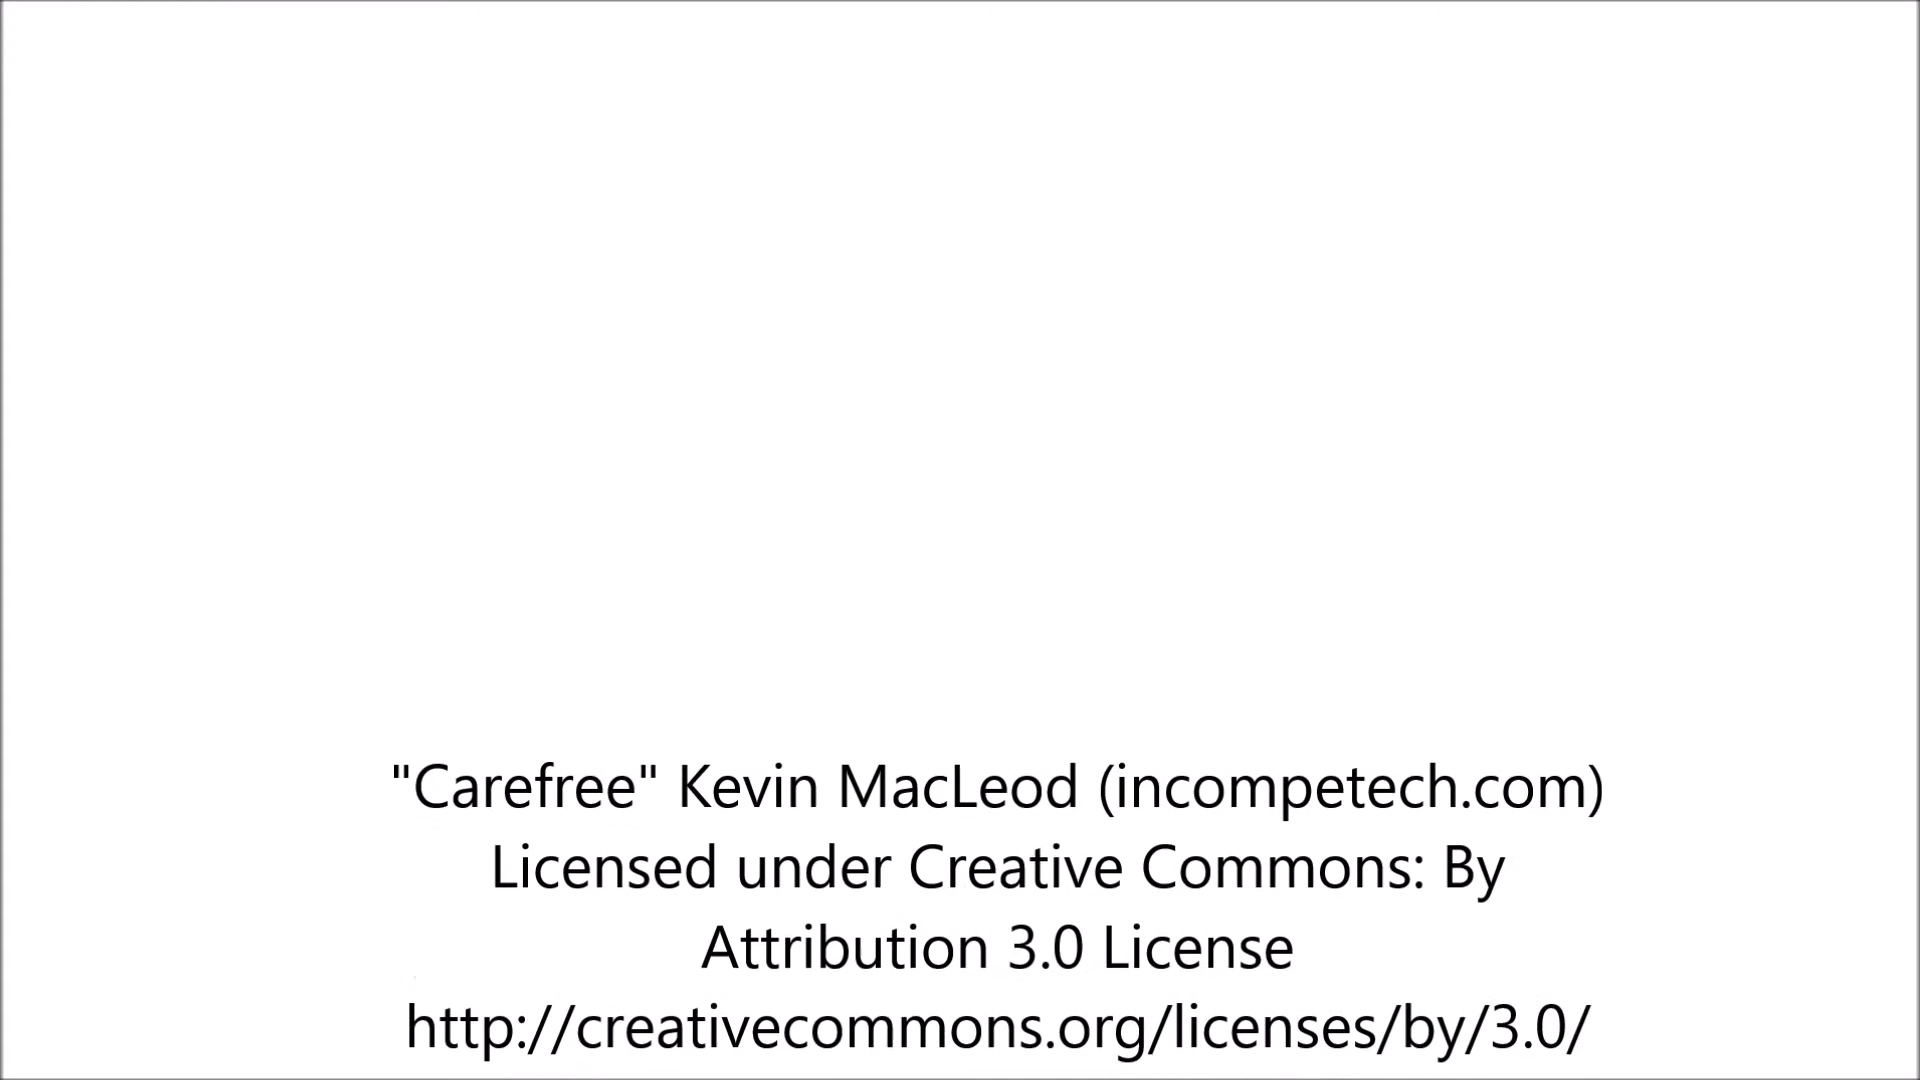 "Carefree" Kevin MacLeod (incompetech.com)
Licensed under Creative Commons: By
Attribution 3.0 License
http://creativecommons.org/licenses/by/3.0/